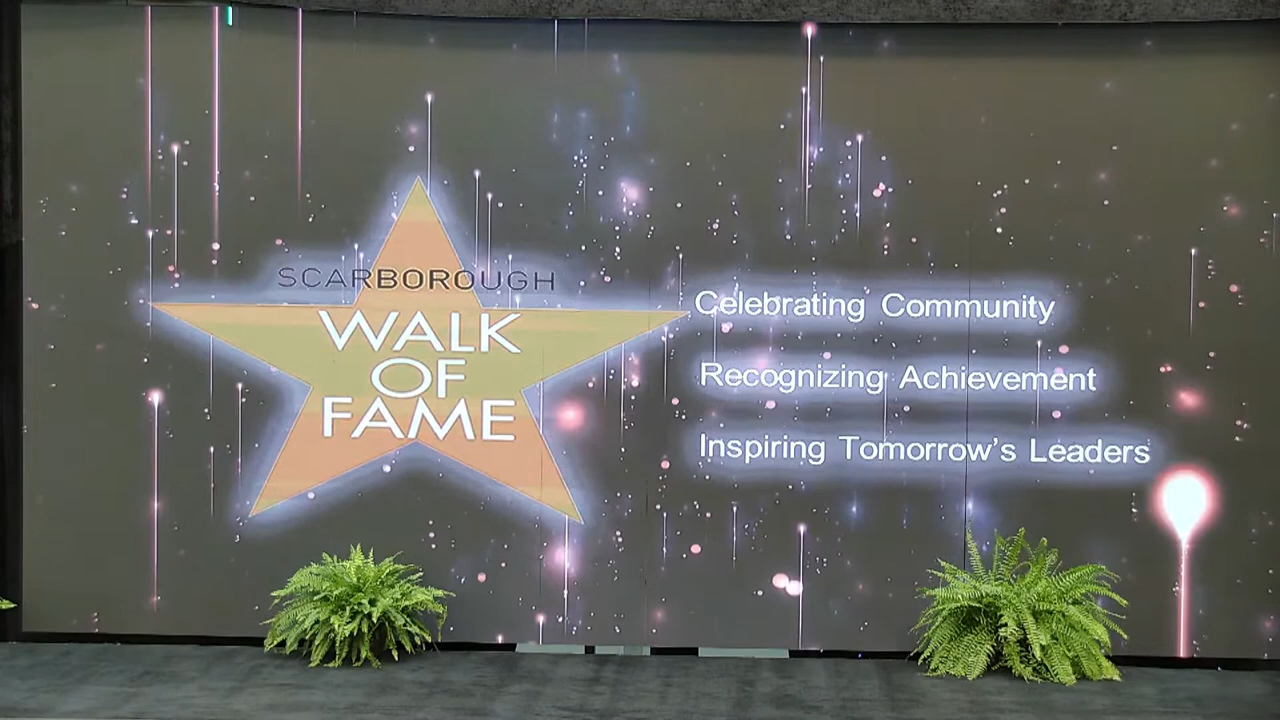 SCARBOROUGH
WALK
OF
FAME
Celebrating Community
Recognizing Achievement
Inspiring Tomorrow's Leaders